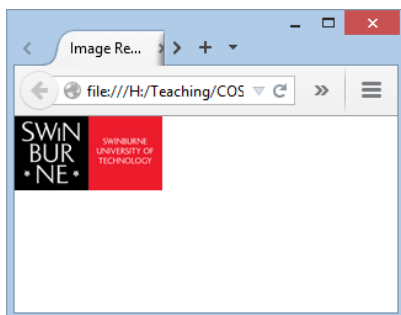 Image Re...
file:///H:/Teaching/COS
SWIN
BUR
*NE*
SWINBURNE
UNIVERSITY OF
TECHNOLOGY